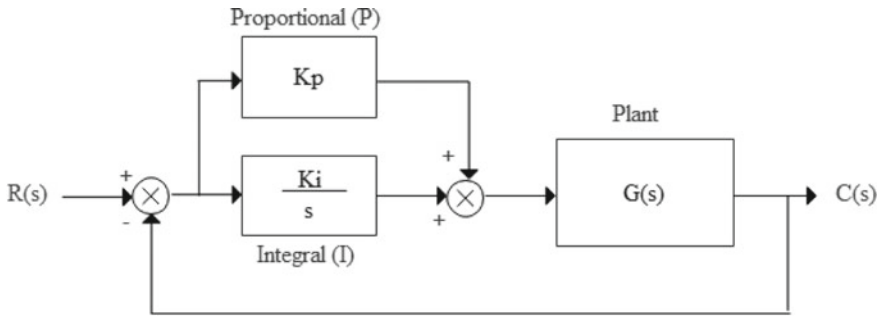 Proportional (P)
Kp
Plant
+
+
R(s)
Ki
s
G(s)
C(s)
-
+
Integral (I)